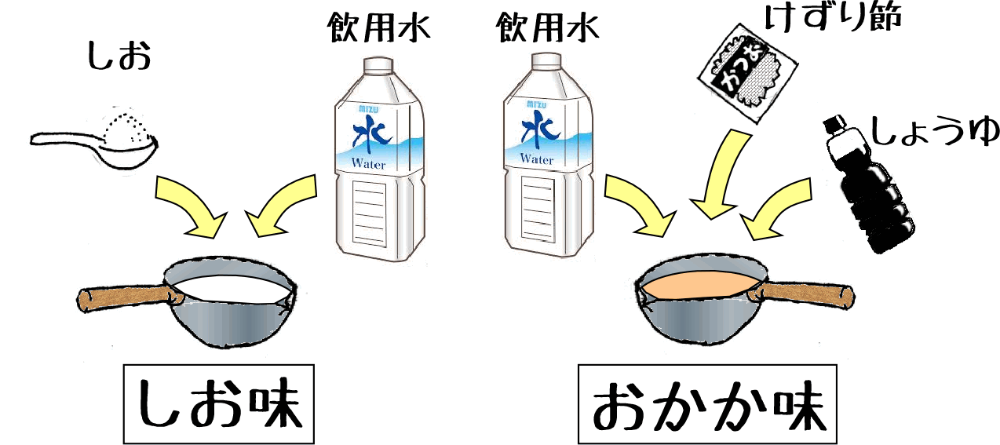 しお
飲用水
MIZU
水
Water
しお味
飲用水
MIZU
水
Water
けずり節
かつお
しょうゆ
おかか味